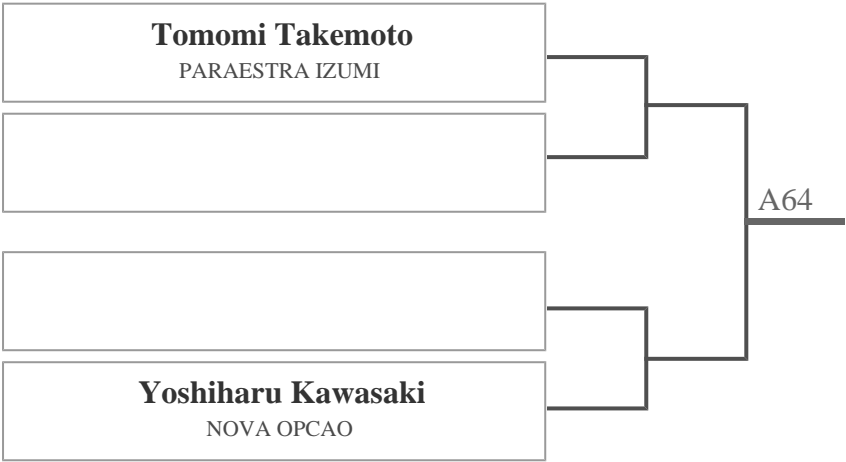 Tomomi Takemoto
PARAESTRA IZUMI
A64
Yoshiharu Kawasaki
NOVA OPCAO